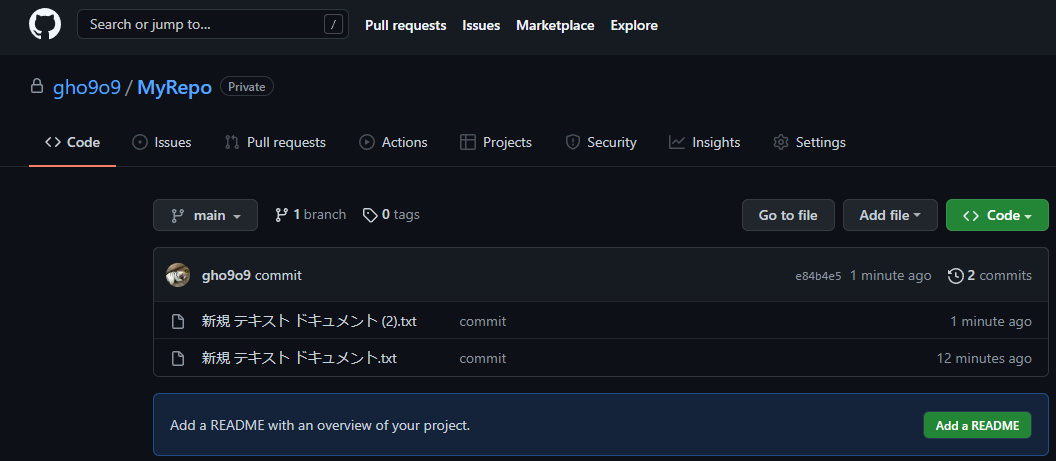 Search or jump to... / Pull requests Issues Marketplace Explore
gho9o9 / MyRepo Private
Code Issues Pull requests Actions Projects Security Insights Settings
main 1 branch 0 tags Go to file Add file Code
gho9o9 commit e84b4e5 1 minute ago 2 commits
新規 テキスト ドキュメント (2).txt commit 1 minute ago
新規 テキスト ドキュメント.txt commit 12 minutes ago
Add a README with an overview of your project. Add a README